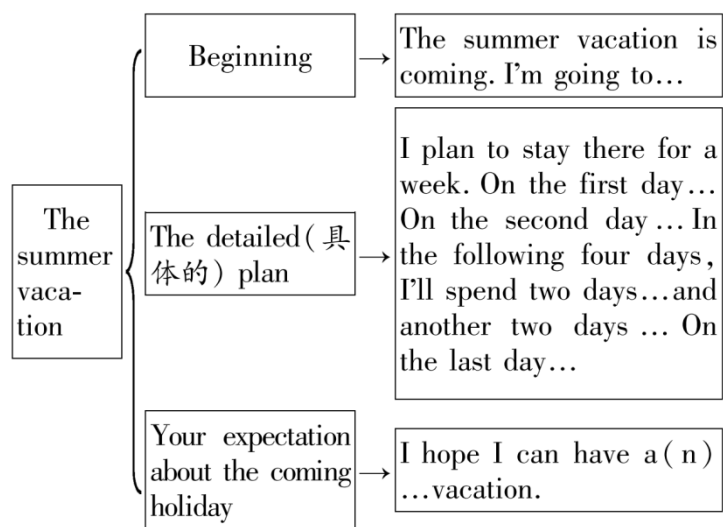 The
summer
vaca-
tion
Beginning
The summer vacation is
coming. I'm going to…
The detailed(具
体的) plan
I plan to stay there for a
week. On the first day…
On the second day … In
the following four days,
I'll spend two days…and
another two days … On
the last day…
Your expectation
about the coming
holiday
I hope I can have a(n)
…vacation.